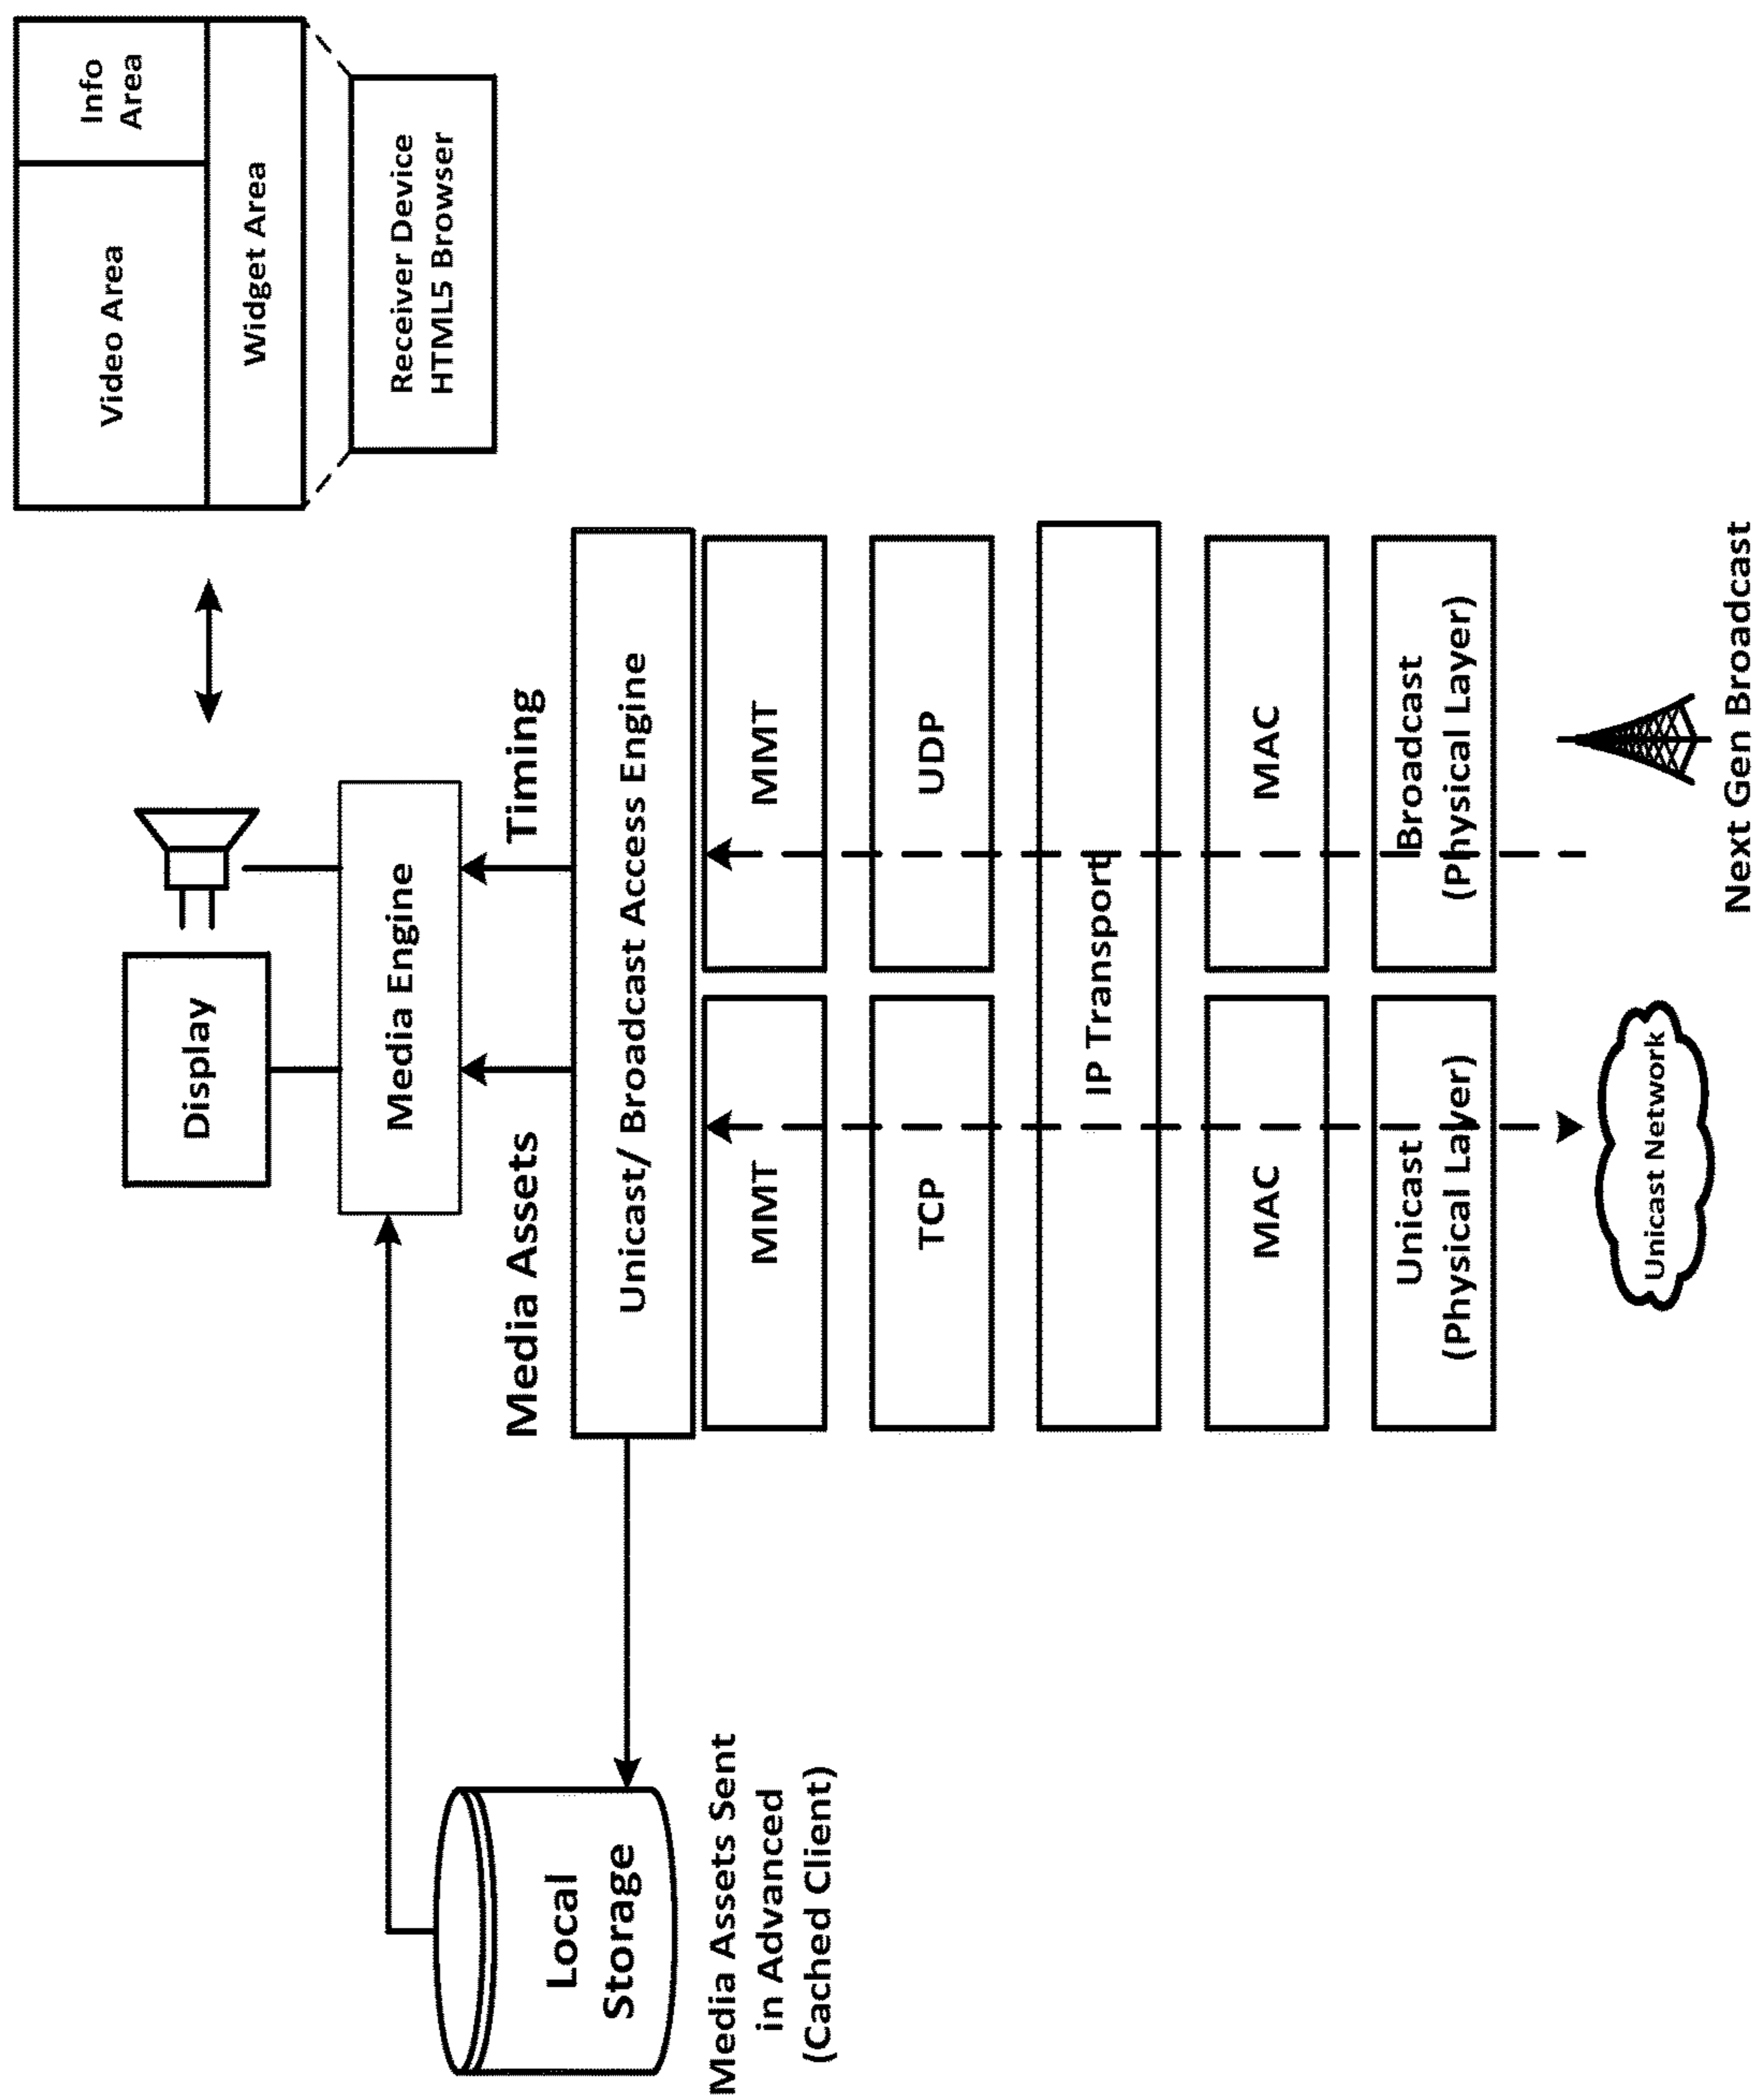 Video Area
Info
Area
Widget Area
Receiver Device
HTML5 Browser
Display
Media Engine
Media Assets
Timing
Unicast/ Broadcast Access Engine
Local
Storage
Media Assets Sent
in Advanced
(Cached Client)
MMT
MMT
TCP
UDP
IP Transport
MAC
MAC
Unicast
(Physical Layer)
Broadcast
(Physical Layer)
Unicast Network
Next Gen Broadcast